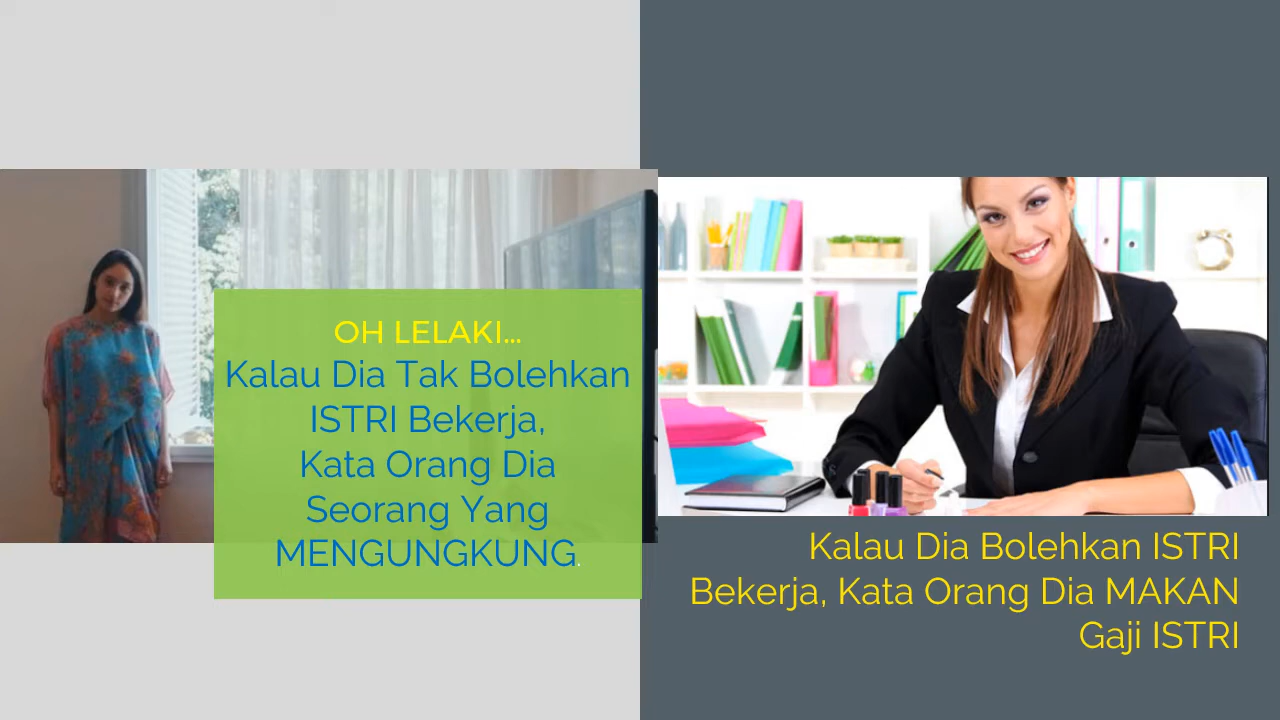 OH LELAKI...
Kalau Dia Tak Bolehkan
ISTRI Bekerja,
Kata Orang Dia
Seorang Yang
MENGUNGKUNG.
Kalau Dia Bolehkan ISTRI
Bekerja, Kata Orang Dia MAKAN
Gaji ISTRI